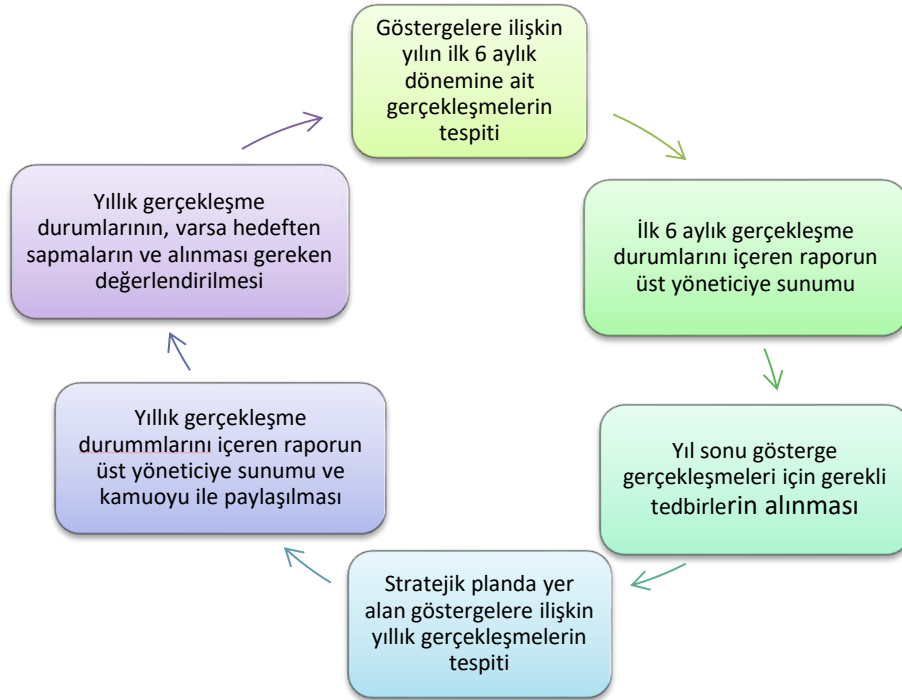 Göstergelere ilişkin
yılın ilk 6 aylık
dönemine ait
gerçekleşmelerin
tespiti
İlk 6 aylık gerçekleşme
durumlarını içeren raporun
üst yöneticiye sunumu
Yıl sonu gösterge
gerçekleşmeleri için gerekli
tedbirlerin alınması
Stratejik planda yer
alan göstergelere ilişkin
yıllık gerçekleşmelerin
tespiti
Yıllık gerçekleşme
durummlarını içeren raporun
üst yöneticiye sunumu ve
kamuoyu ile paylaşılması
Yıllık gerçekleşme
durumlarının, varsa hedeften
sapmaların ve alınması gereken
değerlendirilmesi